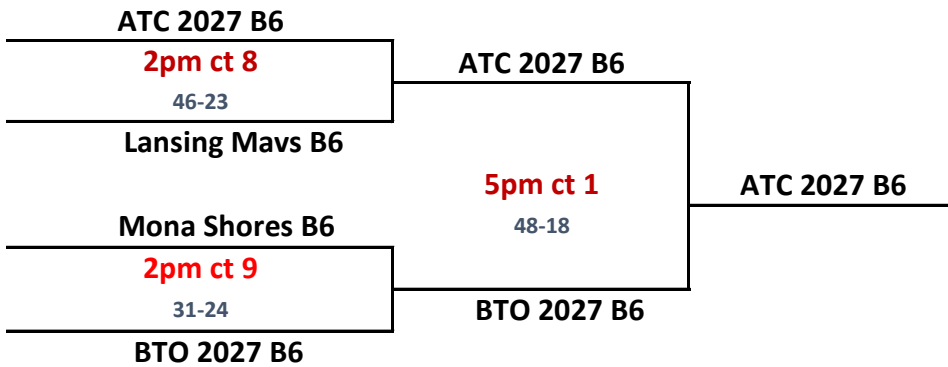 ATC 2027 B6
2pm ct 8
46-23
Lansing Mavs B6
Mona Shores B6
2pm ct 9
31-24
BTO 2027 B6
ATC 2027 B6
5pm ct 1
48-18
BTO 2027 B6
ATC 2027 B6